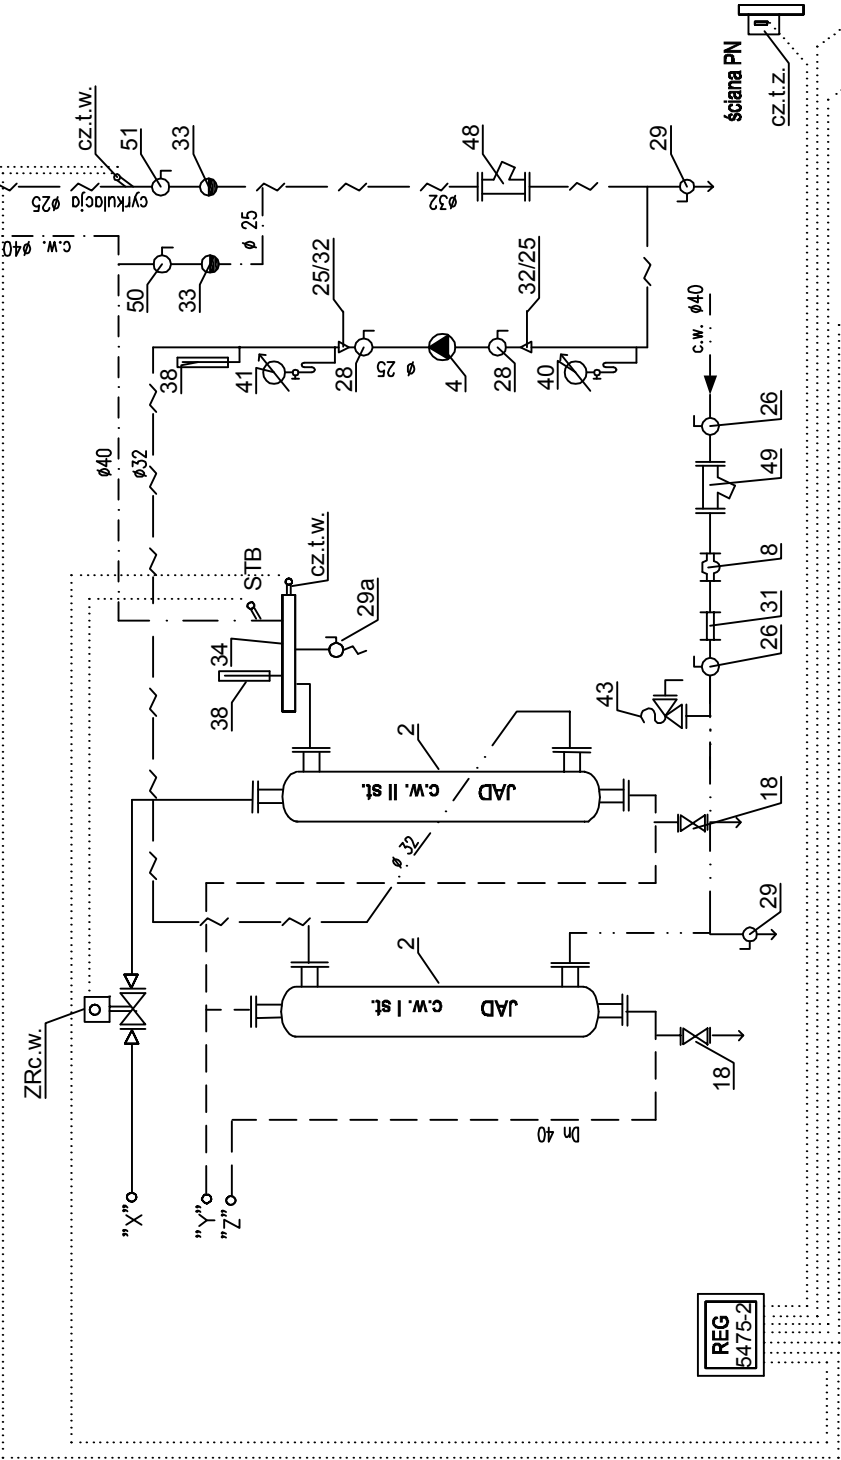 ściana PN
cz.t.z.
cz.t.w.
51
33
48
29
cyrkulacja ø25
ø32
c.w. ø40
ø 25
50
33
25/32
32/25
38
41
28
ø 25
4
28
40
c.w. ø40
ø40
ø32
26
49
8
31
26
STB
cz.t.w.
29a
34
38
43
2
JAD c.w. II st.
ø 32
18
2
JAD c.w. I st.
29
18
ZRc.w.
Dn 40
"X"
"Y"
"Z"
REG
5475-2